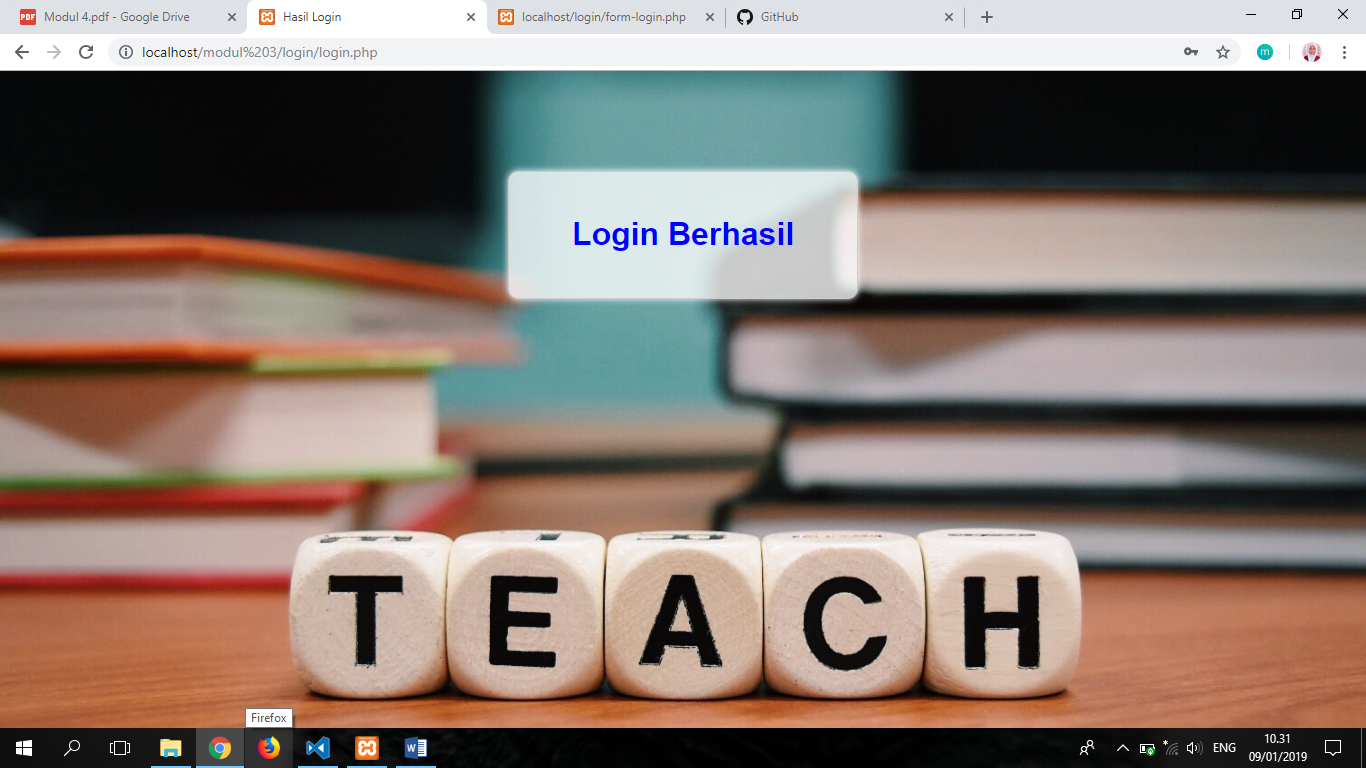 Modul 4.pdf - Google Drive
Hasil Login
localhost/login/form-login.php
GitHub
localhost/modul%203/login/login.php
m
Login Berhasil
TEACH
Firefox
ENG
10.31
09/01/2019